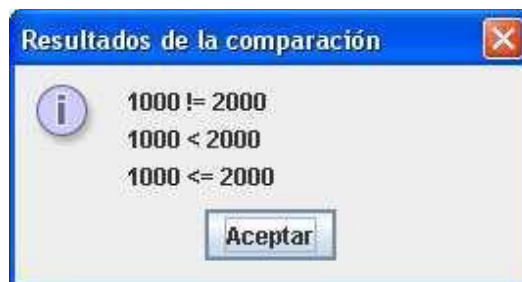 Resultados de la comparación
1000 != 2000
1000 < 2000
1000 <= 2000
Aceptar